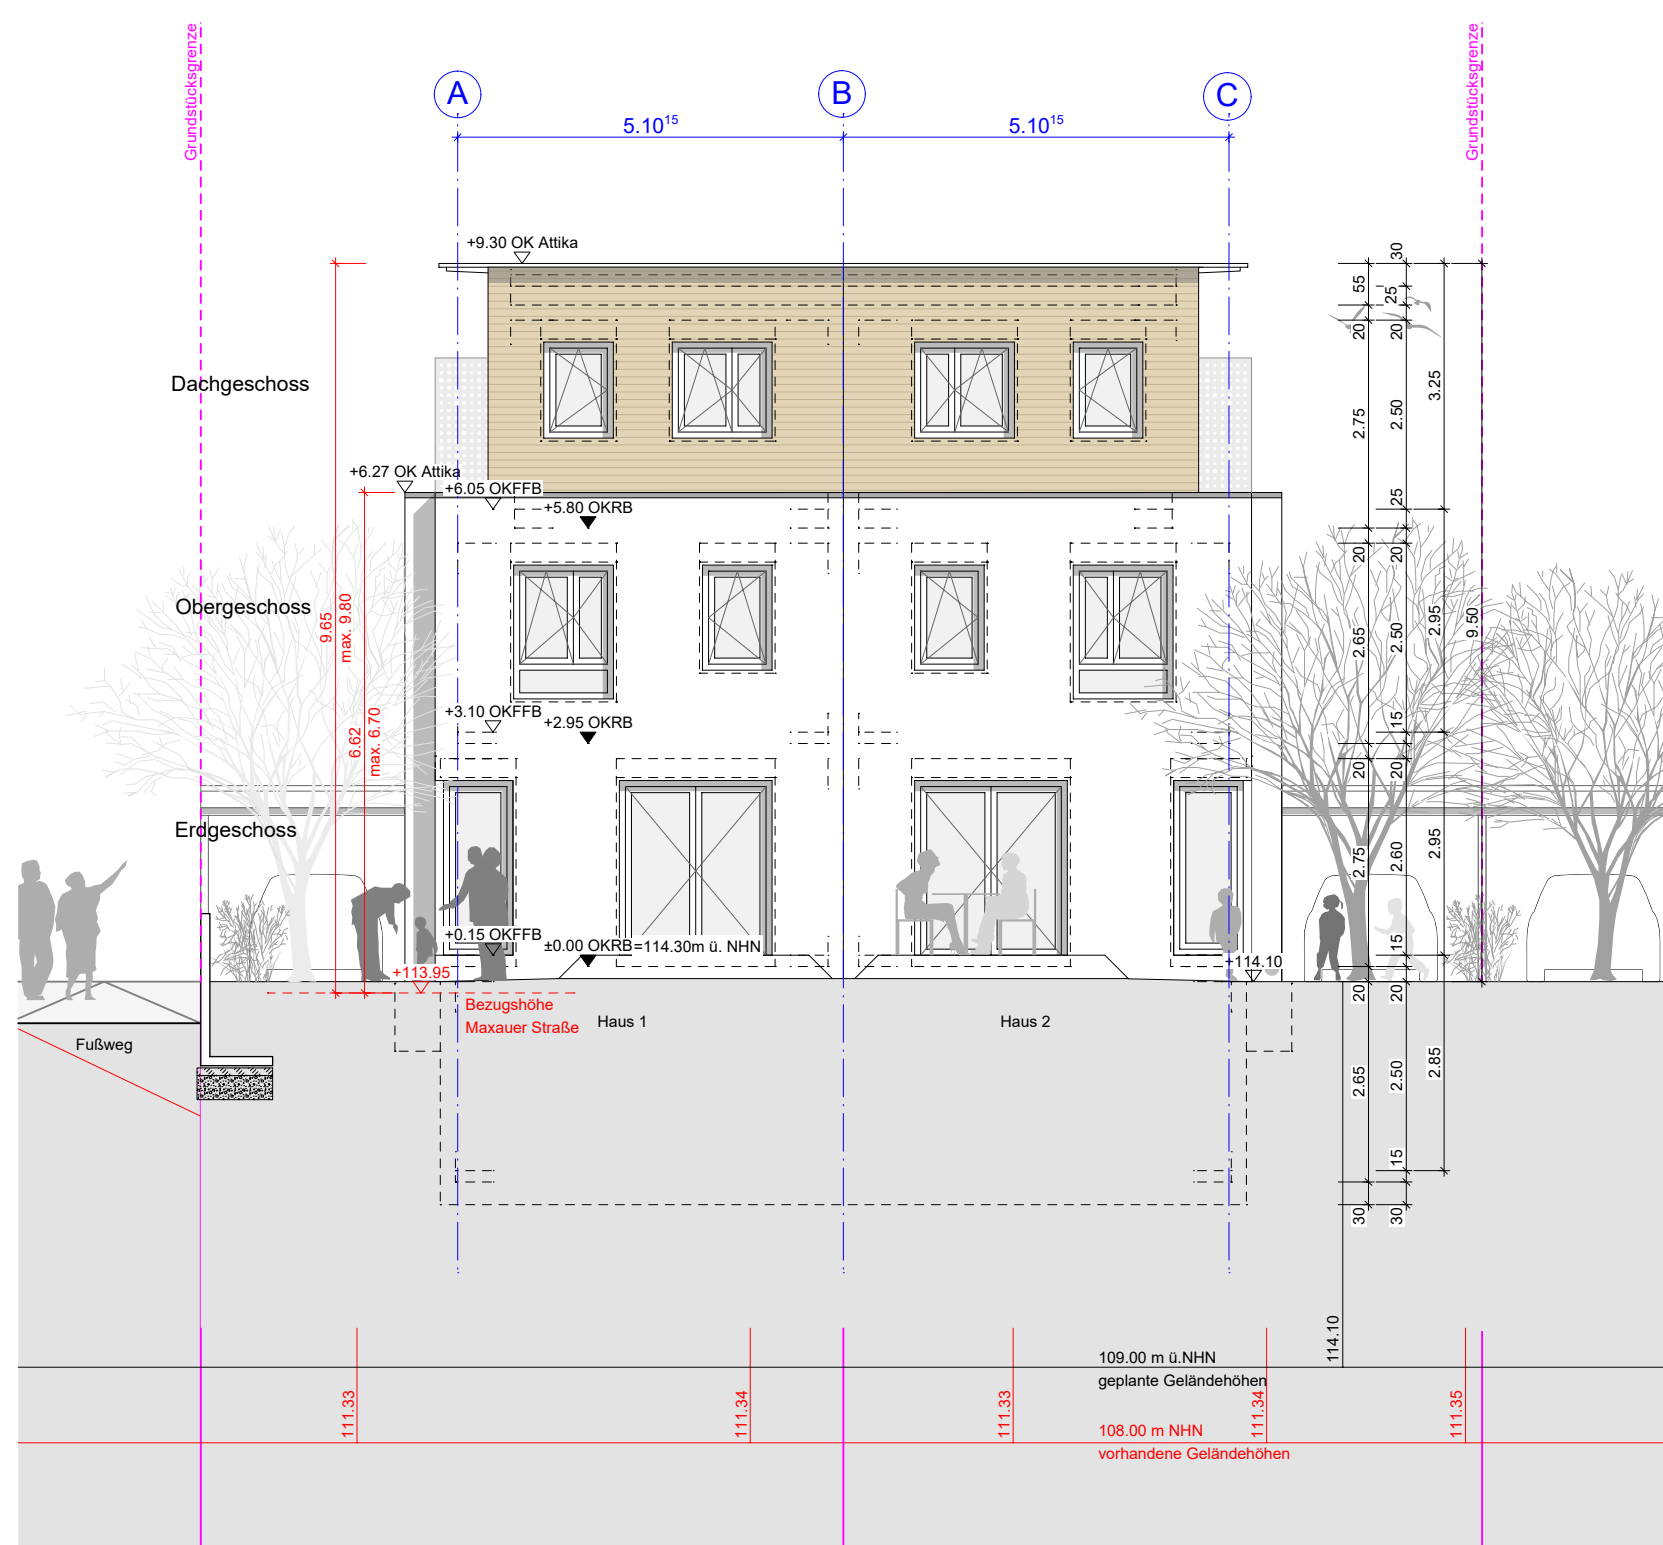 Grundstücksgrenze
Grundstücksgrenze
A
B
C
5.10¹⁵
5.10¹⁵
+9.30 OK Attika
Dachgeschoss
+6.27 OK Attika
+6.05 OKFFB
+5.80 OKRB
Obergeschoss
9.65
max. 9.80
6.62
max. 6.70
+3.10 OKFFB
+2.95 OKRB
Erdgeschoss
+0.15 OKFFB
±0.00 OKRB=114.30m ü. NHN
+113.95
+114.10
Bezugshöhe
Maxauer Straße
Haus 1
Haus 2
Fußweg
55
20
2.75
20
2.65
20
2.75
20
2.65
30
30
25
20
2.50
25
20
2.50
15
20
2.60
15
20
2.50
15
30
3.25
2.95
2.95
2.85
9.50
114.10
109.00 m ü.NHN
geplante Geländehöhen
111.33
111.34
111.33
111.34
111.35
108.00 m NHN
vorhandene Geländehöhen